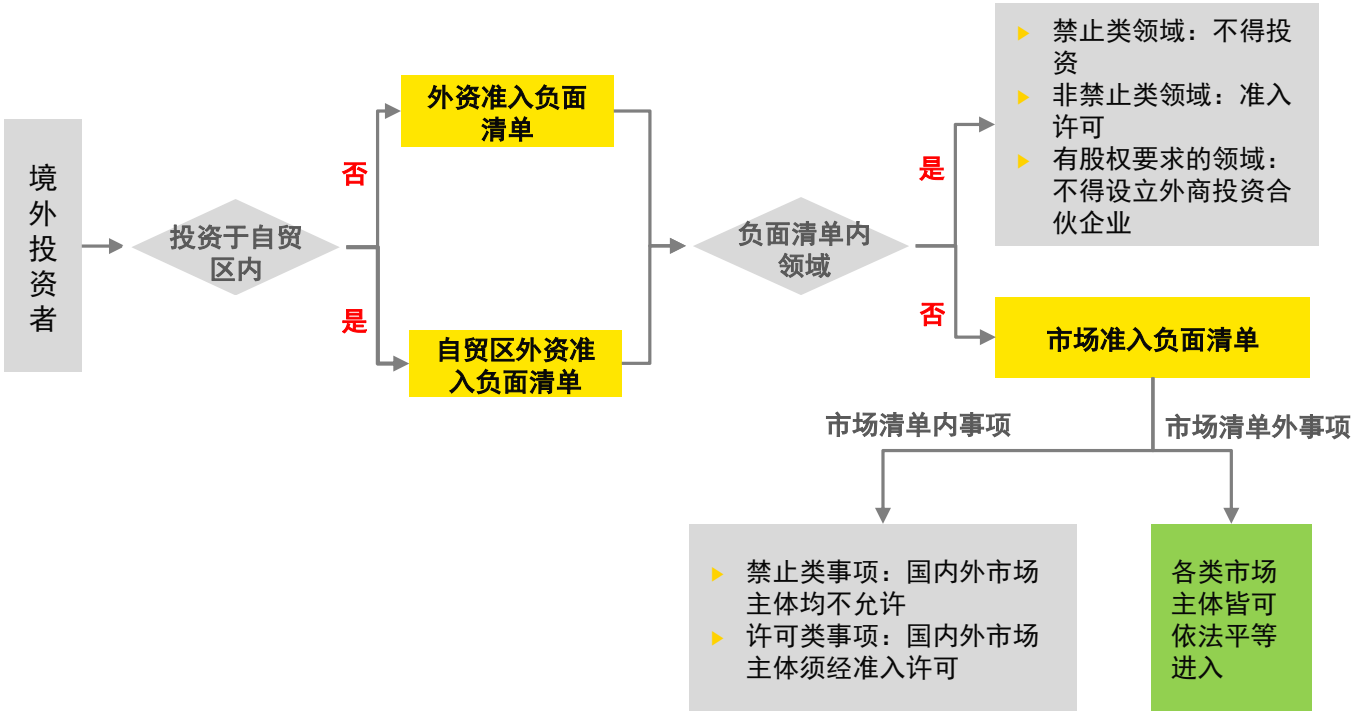 境
外
投
资
者
投资于自贸
区内
否
是
外资准入负面
清单
自贸区外资准
入负面清单
负面清单内
领域
是
否
禁止类领域：不得投
资
非禁止类领域：准入
许可
有股权要求的领域：
不得设立外商投资合
伙企业
市场准入负面清单
市场清单内事项
市场清单外事项
禁止类事项：国内外市场
主体均不允许
许可类事项：国内外市场
主体须经准入许可
各类市场
主体皆可
依法平等
进入